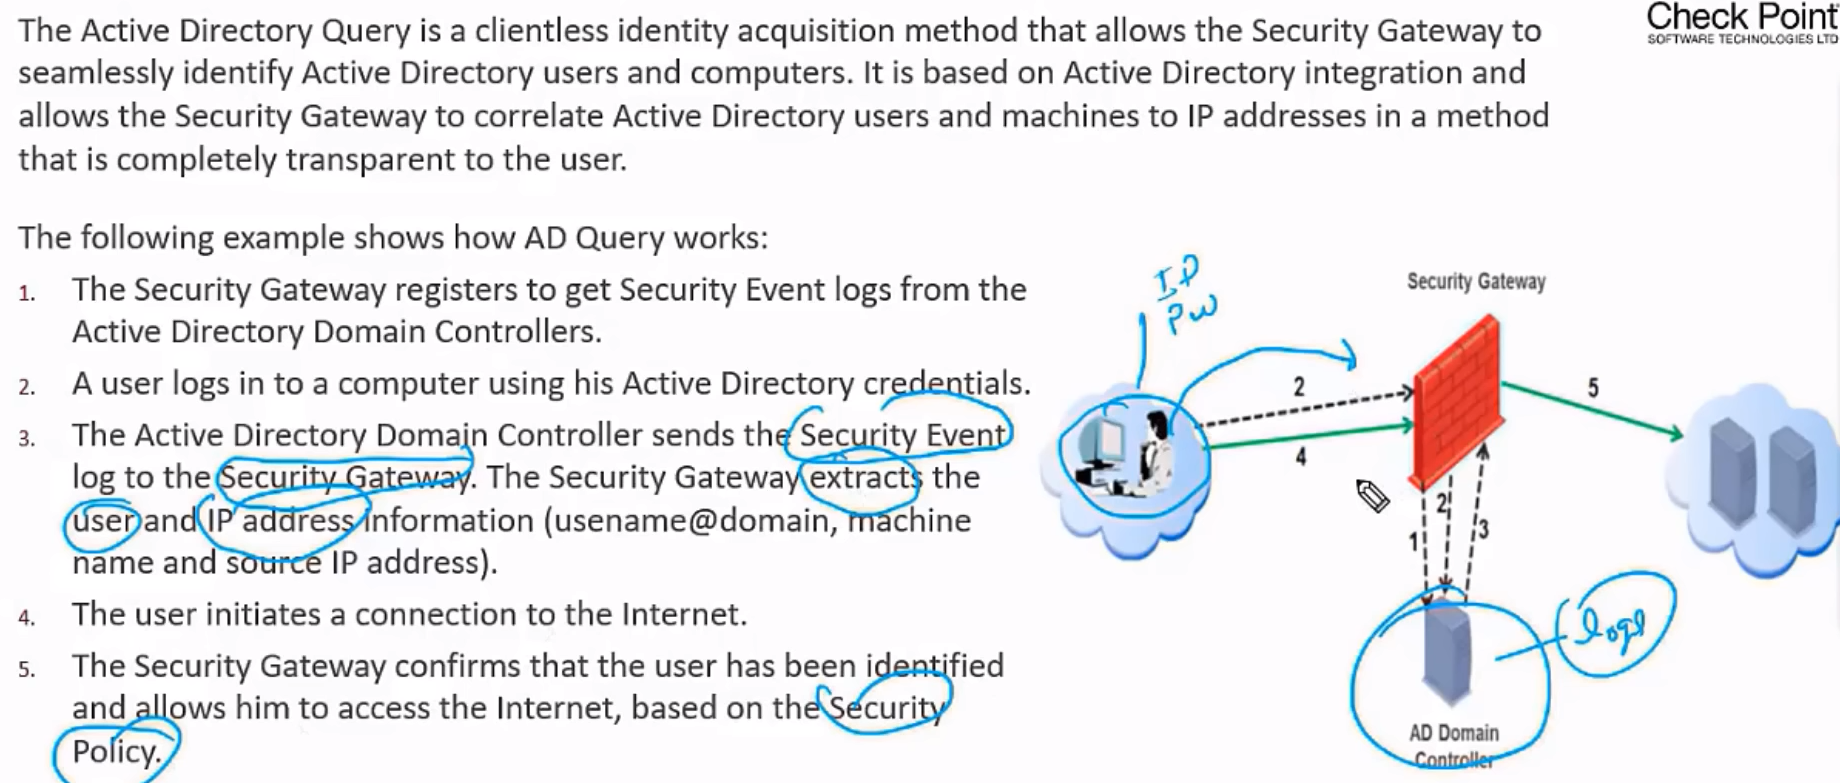 The Active Directory Query is a clientless identity acquisition method that allows the Security Gateway to
seamlessly identify Active Directory users and computers. It is based on Active Directory integration and
allows the Security Gateway to correlate Active Directory users and machines to IP addresses in a method
that is completely transparent to the user.
Check Point
SOFTWARE TECHNOLOGIES LTD
The following example shows how AD Query works:
1. The Security Gateway registers to get Security Event logs from the
Active Directory Domain Controllers.
2. A user logs in to a computer using his Active Directory credentials.
3. The Active Directory Domain Controller sends the Security Event
log to the Security Gateway. The Security Gateway extracts the
user and IP address information (usename@domain, machine
name and source IP address).
4. The user initiates a connection to the Internet.
5. The Security Gateway confirms that the user has been identified
and allows him to access the Internet, based on the Security
Policy.
ID
PW
Security Gateway
2
4
5
1
2
3
logs
AD Domain
Controller